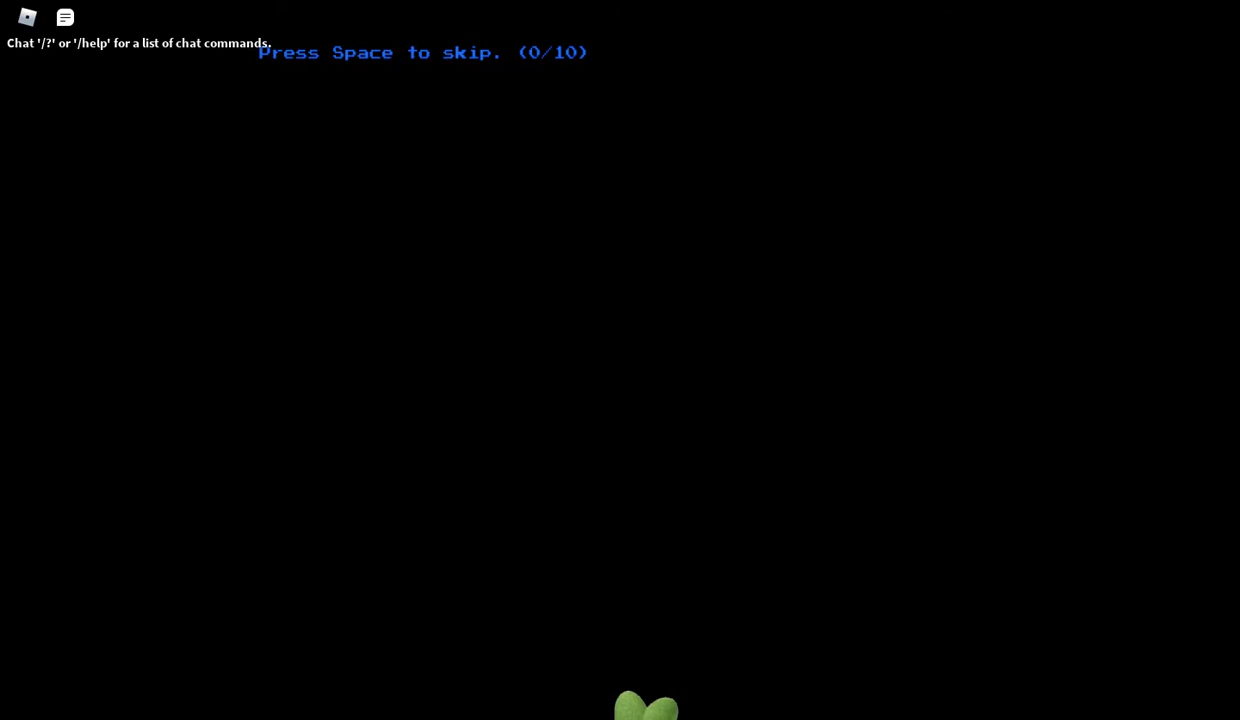 Chat '/?' or '/help' for a list of chat commands.
Press Space to skip. (0/10)